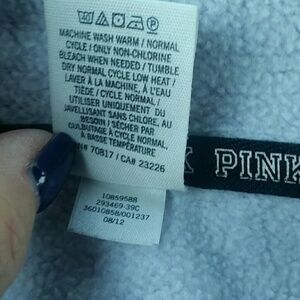 MACHINE WASH WARM / NORMAL
CYCLE / ONLY NON-CHLORINE
BLEACH WHEN NEEDED / TUMBLE
DRY NORMAL CYCLE LOW HEAT /
LAVER À LA MACHINE, À L'EAU
TIÈDE / CYCLE NORMAL /
UTILISER UNIQUEMENT DU
JAVELLISANT SANS CHLORE, AU
BESOIN / SÉCHER PAR
CULBUTAGE À CYCLE NORMAL,
À BASSE TEMPÉRATURE
RN# 70817 / CA# 23226
10859588
293469-39C
36010858/001237
08/12
K PINK